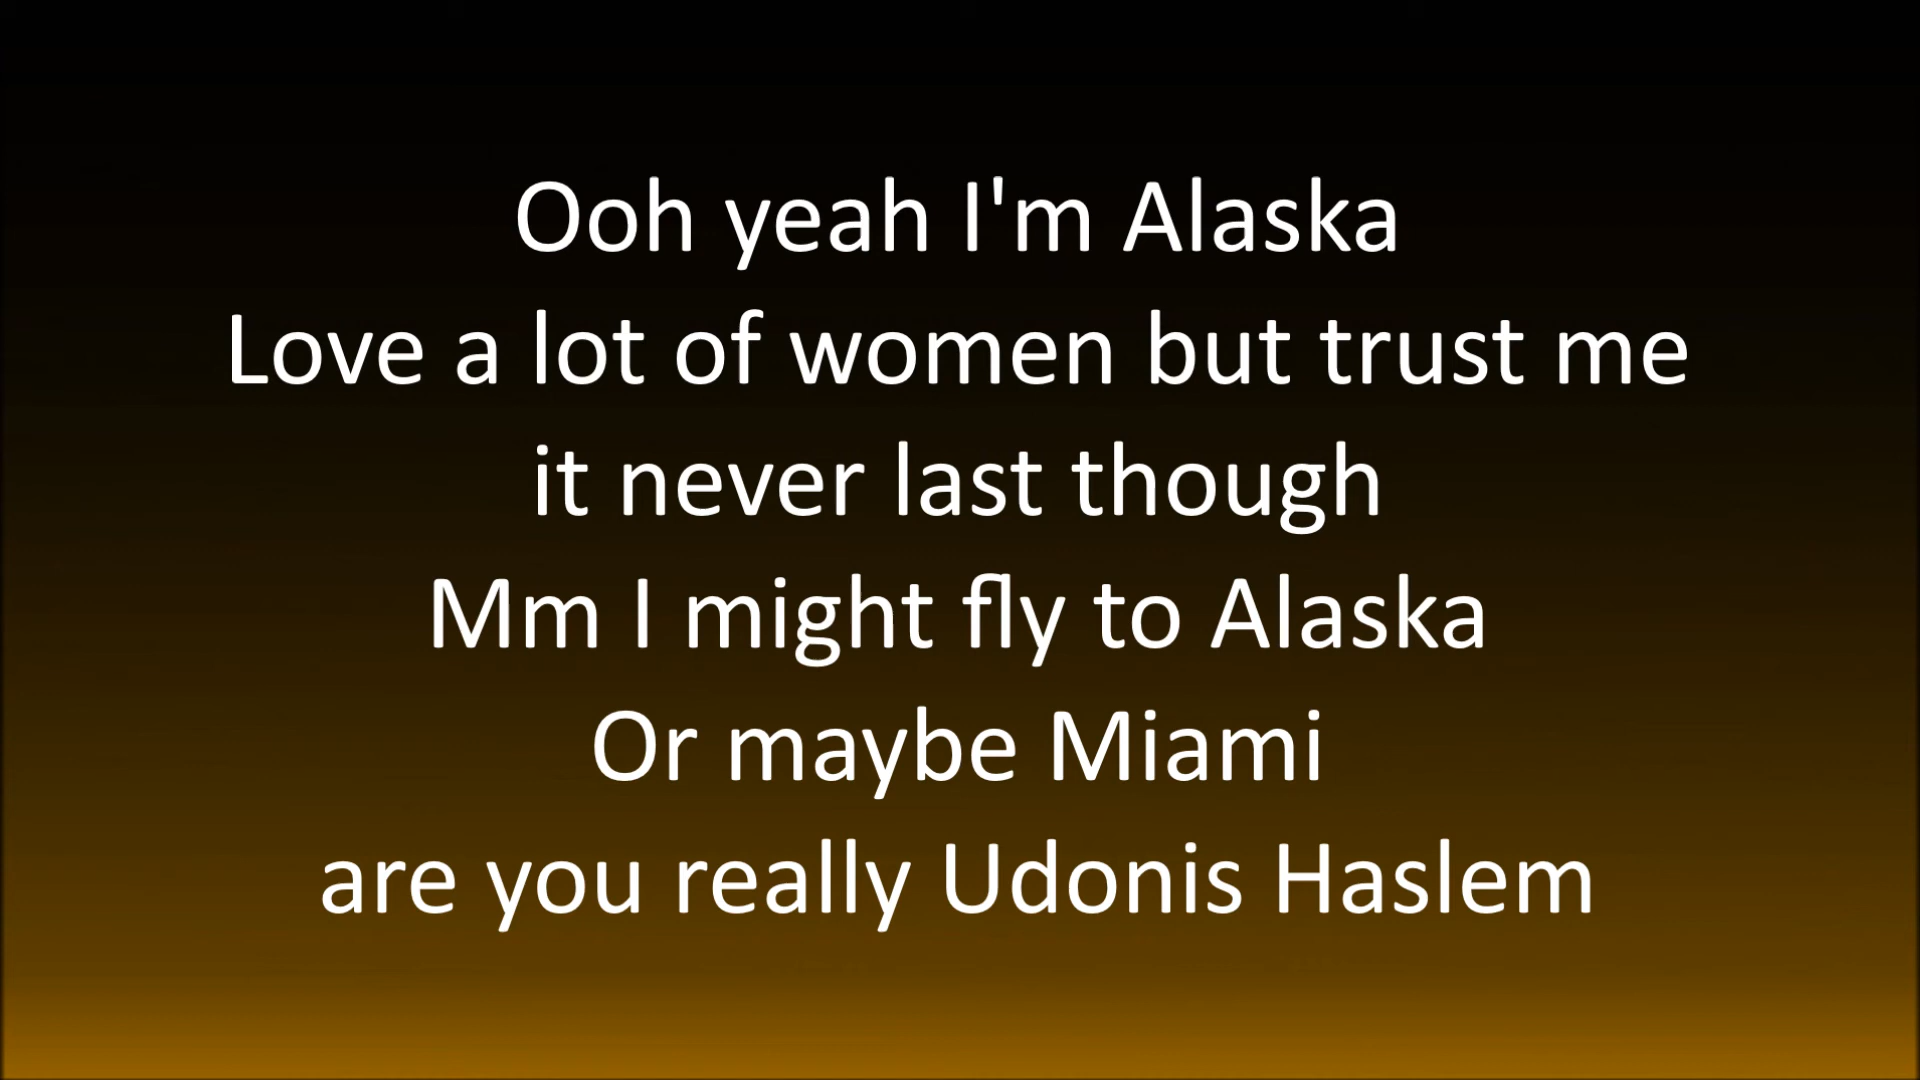 Ooh yeah I'm Alaska
Love a lot of women but trust me
it never last though
Mm I might fly to Alaska
Or maybe Miami
are you really Udonis Haslem